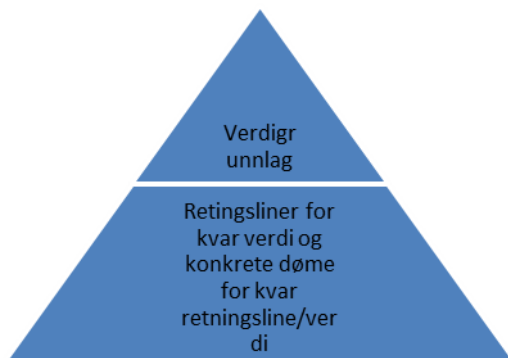 Verdigr
unnlag
Retingsliner for
kvar verdi og
konkrete døme
for kvar
retningsline/ver
di